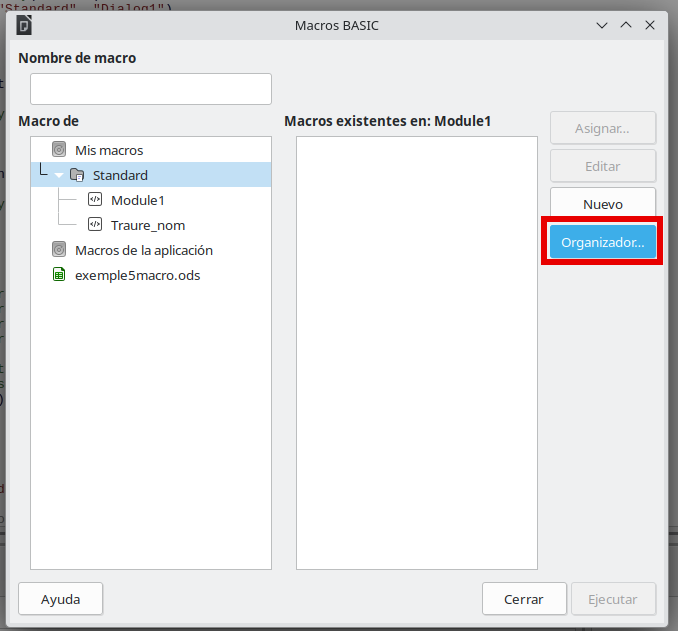 "Standard", "Dialog1")
Macros BASIC
Nombre de macro
Macro de
Macros existentes en: Module1
Mis macros
Standard
Module1
Traure_nom
Macros de la aplicación
exemple5macro.ods
Asignar...
Editar
Nuevo
Organizador...
Ayuda
Cerrar
Ejecutar